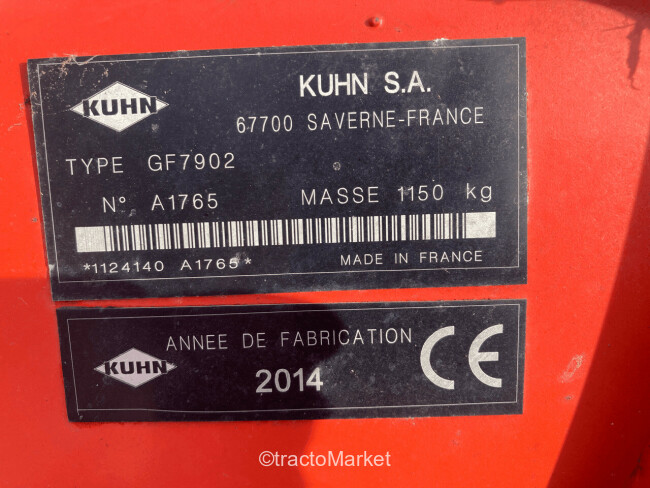 KUHN
KUHN S.A.
67700 SAVERNE-FRANCE
TYPE GF7902
N° A1765 MASSE 1150 kg
*1124140 A1765* MADE IN FRANCE
KUHN
ANNEE DE FABRICATION
2014
CE
©tractoMarket